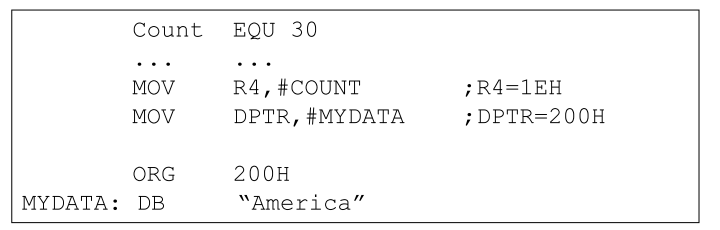 Count EQU 30
... ...
MOV R4,#COUNT ;R4=1EH
MOV DPTR,#MYDATA ;DPTR=200H
ORG 200H
MYDATA: DB “America”